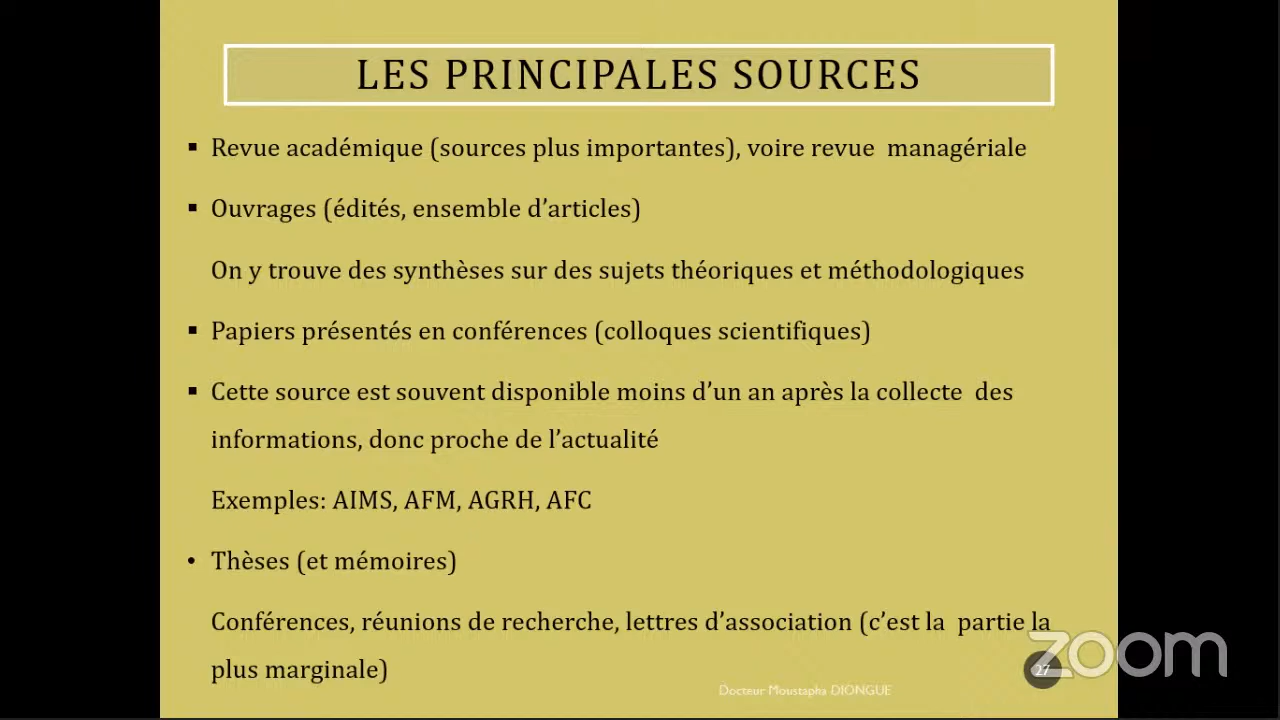 LES PRINCIPALES SOURCES
▪ Revue académique (sources plus importantes), voire revue managériale
▪ Ouvrages (édités, ensemble d’articles)
On y trouve des synthèses sur des sujets théoriques et méthodologiques
▪ Papiers présentés en conférences (colloques scientifiques)
▪ Cette source est souvent disponible moins d’un an après la collecte des
informations, donc proche de l’actualité
Exemples: AIMS, AFM, AGRH, AFC
• Thèses (et mémoires)
Conférences, réunions de recherche, lettres d’association (c’est la partie la
plus marginale)
Docteur Moustapha DIONGUE
27
zoom